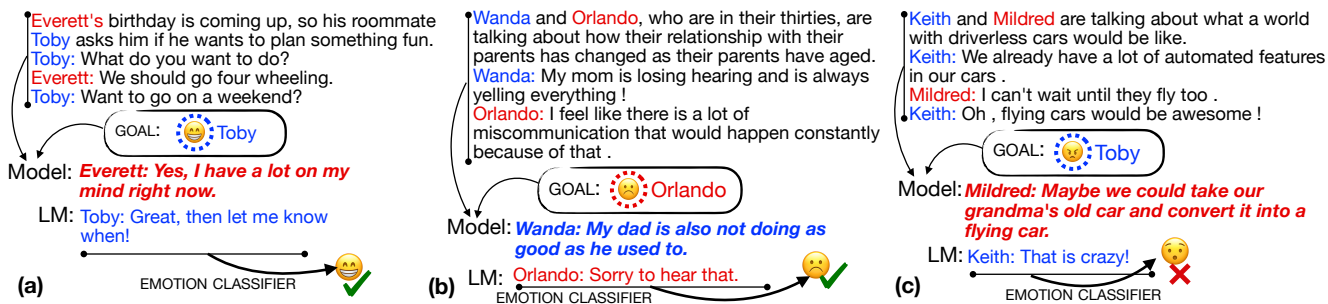 Everett's birthday is coming up, so his roommate
Toby asks him if he wants to plan something fun.
Toby: What do you want to do?
Everett: We should go four wheeling.
Toby: Want to go on a weekend?
GOAL: Toby
Model: Everett: Yes, I have a lot on my
mind right now.
LM: Toby: Great, then let me know
when!
(a)
EMOTION CLASSIFIER
Wanda and Orlando, who are in their thirties, are
talking about how their relationship with their
parents has changed as their parents have aged.
Wanda: My mom is losing hearing and is always
yelling everything !
Orlando: I feel like there is a lot of
miscommunication that would happen constantly
because of that .
GOAL: Orlando
Model: Wanda: My dad is also not doing as
good as he used to.
LM: Orlando: Sorry to hear that.
(b)
EMOTION CLASSIFIER
Keith and Mildred are talking about what a world
with driverless cars would be like.
Keith: We already have a lot of automated features
in our cars .
Mildred: I can't wait until they fly too .
Keith: Oh , flying cars would be awesome !
GOAL: Toby
Model: Mildred: Maybe we could take our
grandma's old car and convert it into a
flying car.
LM: Keith: That is crazy!
(c)
EMOTION CLASSIFIER